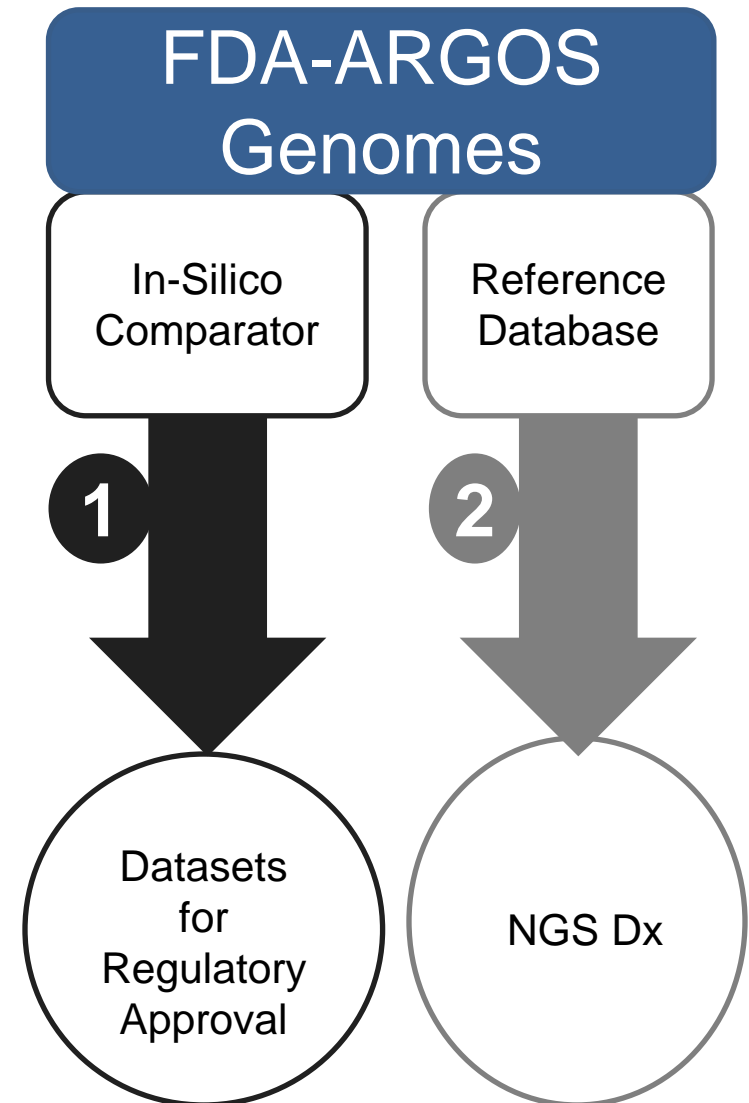 FDA-ARGOS
Genomes
In-Silico
Comparator
Reference
Database
1
2
Datasets
for
Regulatory
Approval
NGS Dx